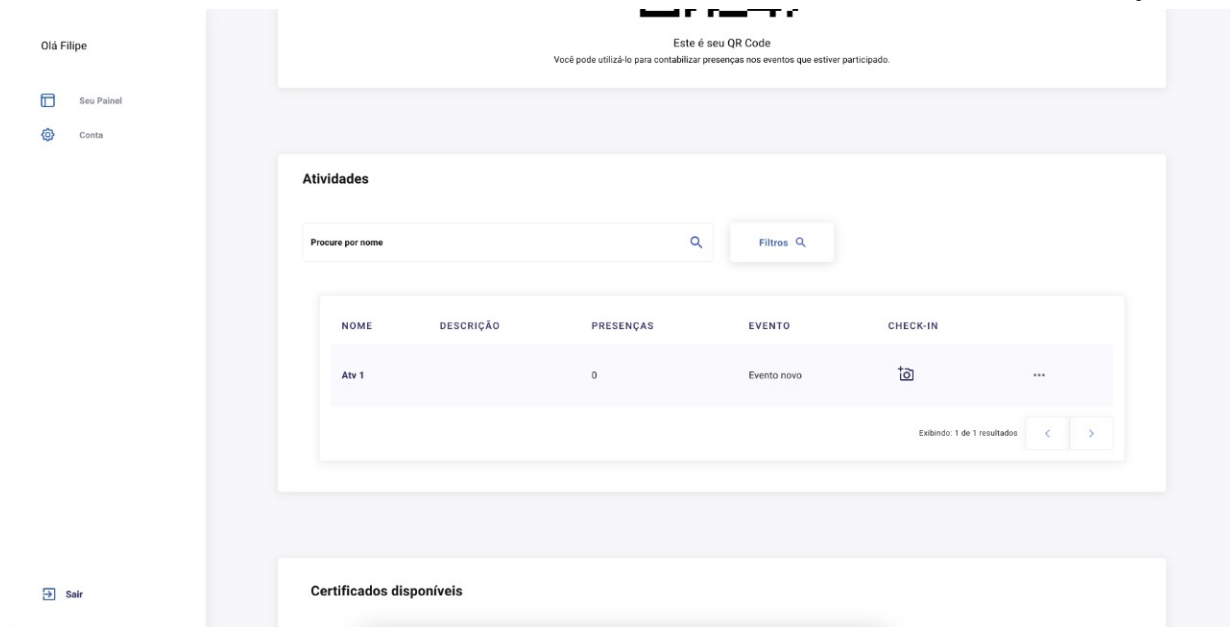 Olá Filipe
Seu Painel
Conta
Sair
Este é seu QR Code
Você pode utilizá-lo para contabilizar presenças nos eventos que estiver participado.
Atividades
Procure por nome
Filtros
NOME DESCRIÇÃO PRESENÇAS EVENTO CHECK-IN
Atv 1 0 Evento novo ...
Exibindo: 1 de 1 resultados
Certificados disponíveis